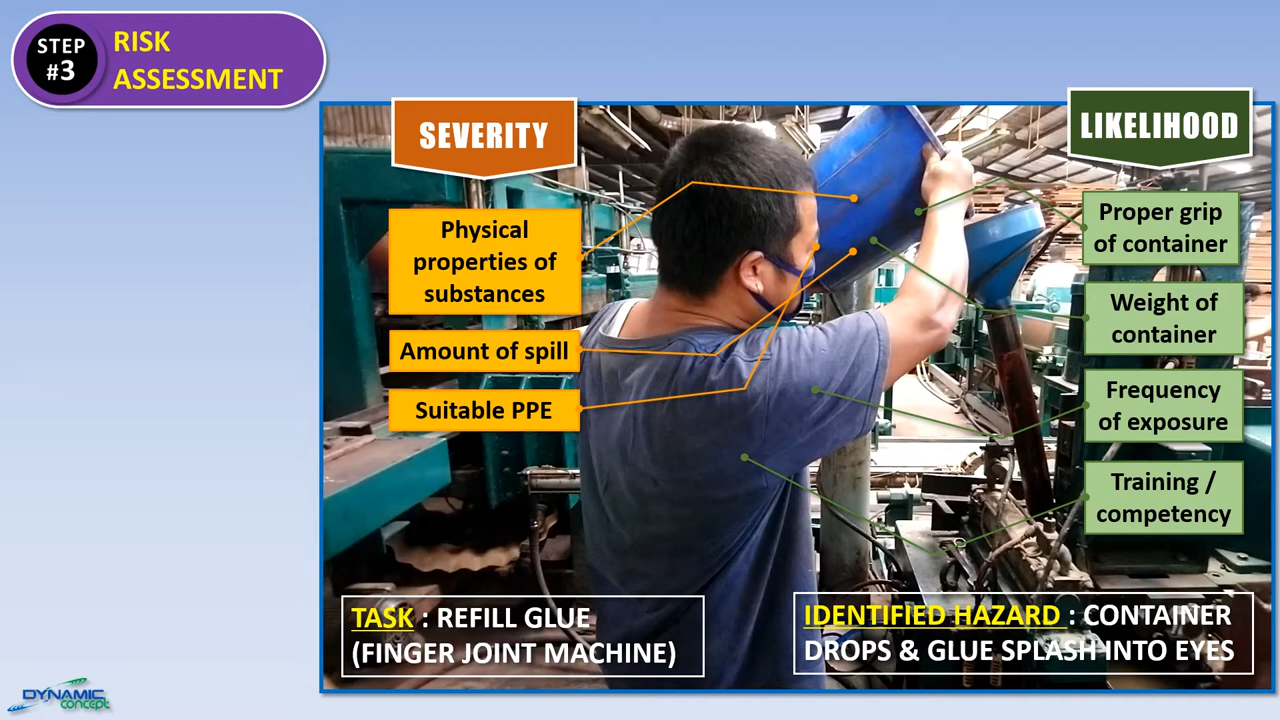 STEP
#3
RISK
ASSESSMENT
SEVERITY
Physical
properties of
substances
Amount of spill
Suitable PPE
LIKELIHOOD
Proper grip
of container
Weight of
container
Frequency
of exposure
Training /
competency
TASK : REFILL GLUE
(FINGER JOINT MACHINE)
IDENTIFIED HAZARD : CONTAINER
DROPS & GLUE SPLASH INTO EYES
DYNAMIC
concept